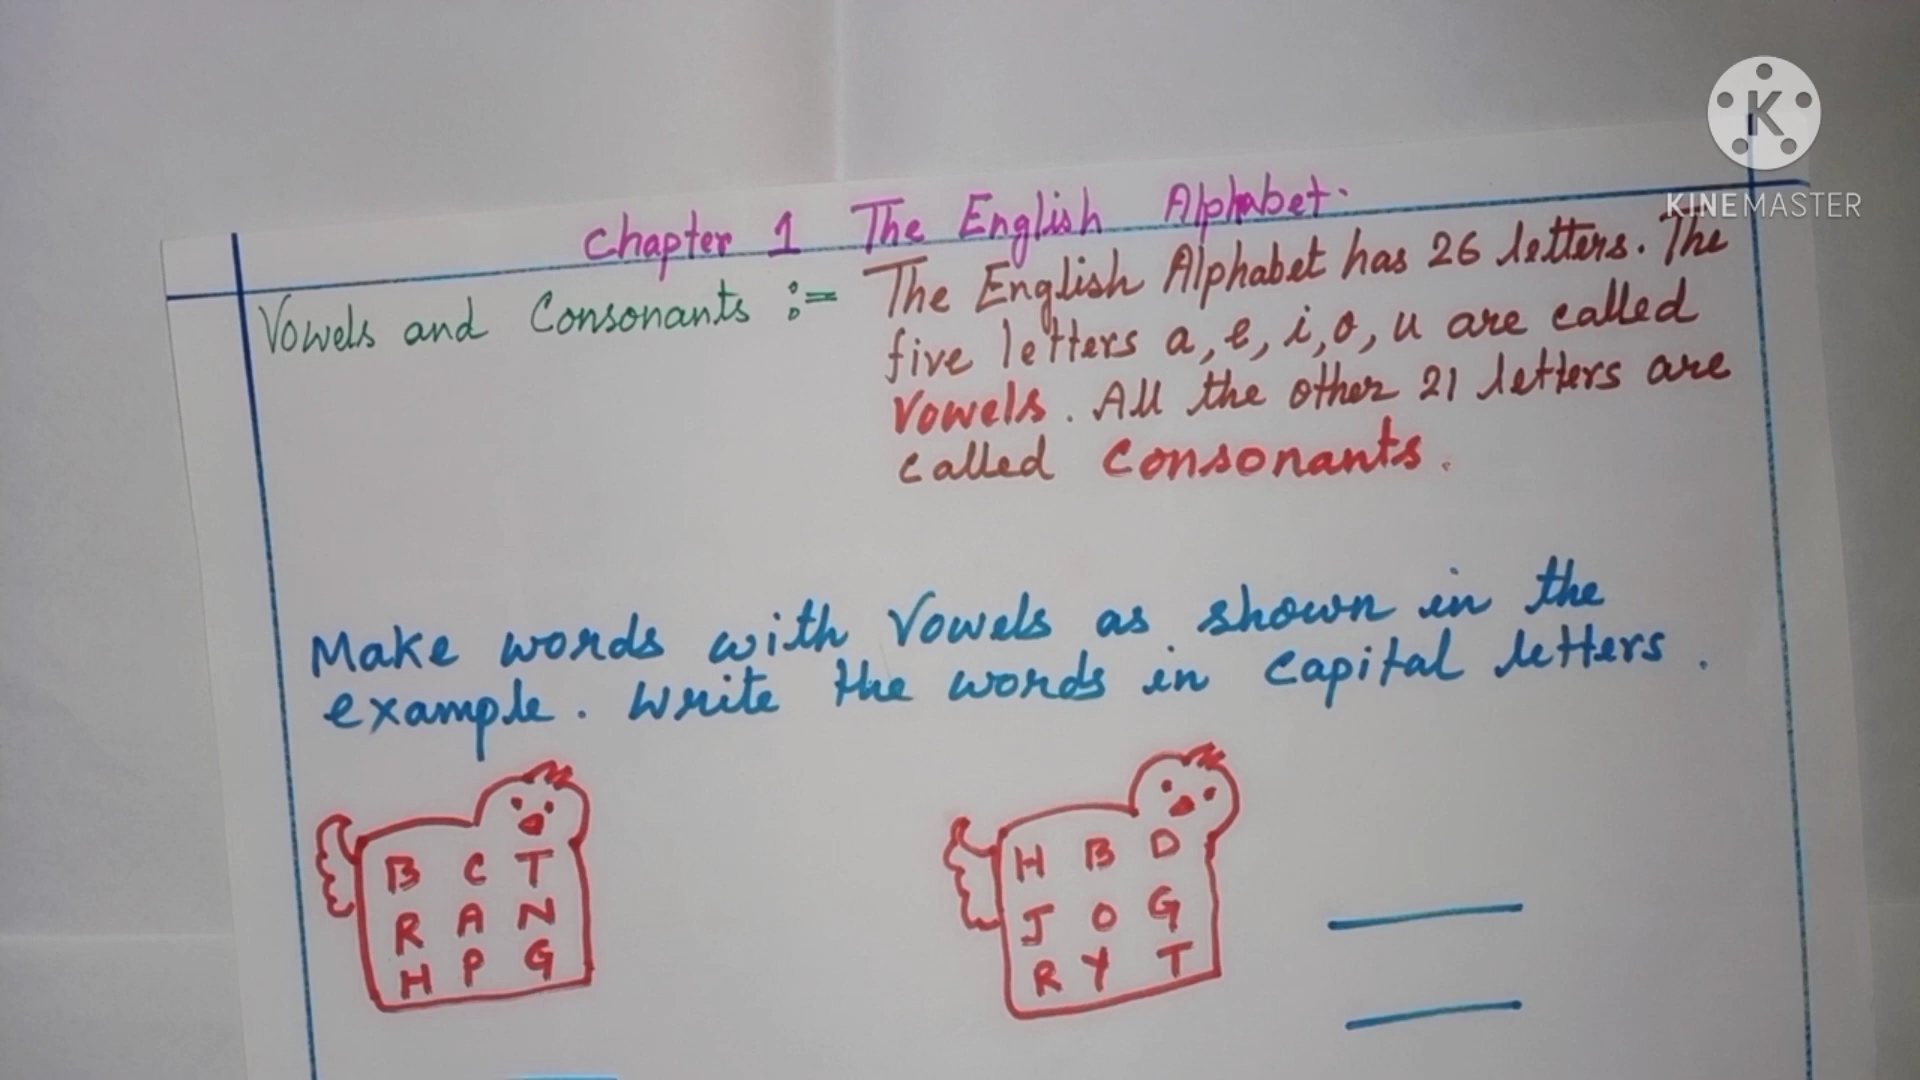 KINEMASTER
Chapter 1 The English Alphabet.
Vowels and Consonants :=
The English Alphabet has 26 letters. The
five letters a, e, i, o, u are called
Vowels. All the other 21 letters are
called Consonants.
Make words with Vowels as shown in the
example. Write the words in Capital letters.
B C T
R A N
H P G
H B D
J O G
R Y T